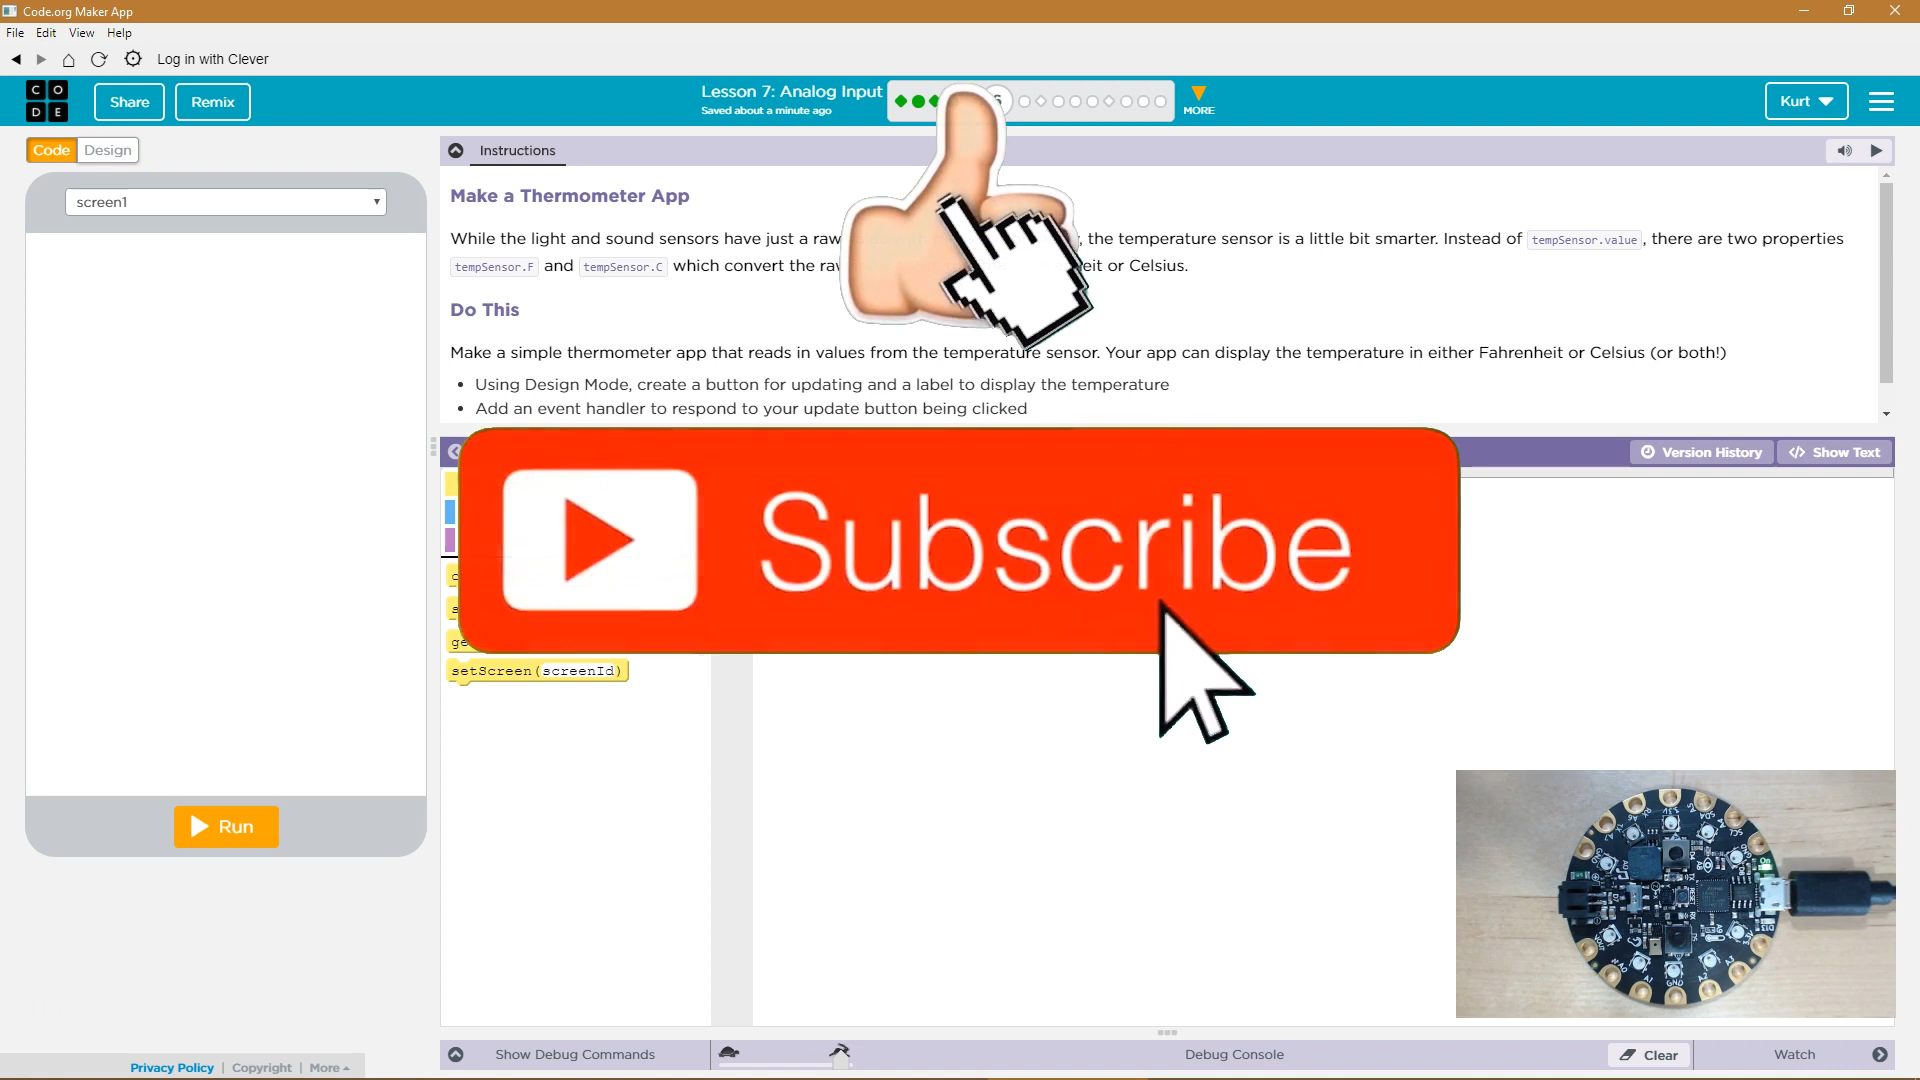 Code.org Maker App
File Edit View Help
Log in with Clever
C O
D E
Share
Remix
Lesson 7: Analog Input
Saved about a minute ago
MORE
Kurt
Code
Design
screen1
Run
Instructions
Make a Thermometer App
While the light and sound sensors have just a raw , the temperature sensor is a little bit smarter. Instead of tempSensor.value, there are two properties
tempSensor.F and tempSensor.C which convert the or Celsius.
Do This
Make a simple thermometer app that reads in values from the temperature sensor. Your app can display the temperature in either Fahrenheit or Celsius (or both!)
• Using Design Mode, create a button for updating and a label to display the temperature
• Add an event handler to respond to your update button being clicked
Version History
Show Text
Subscribe
setScreen(screenId)
Show Debug Commands
Debug Console
Clear
Watch
Privacy Policy | Copyright | More